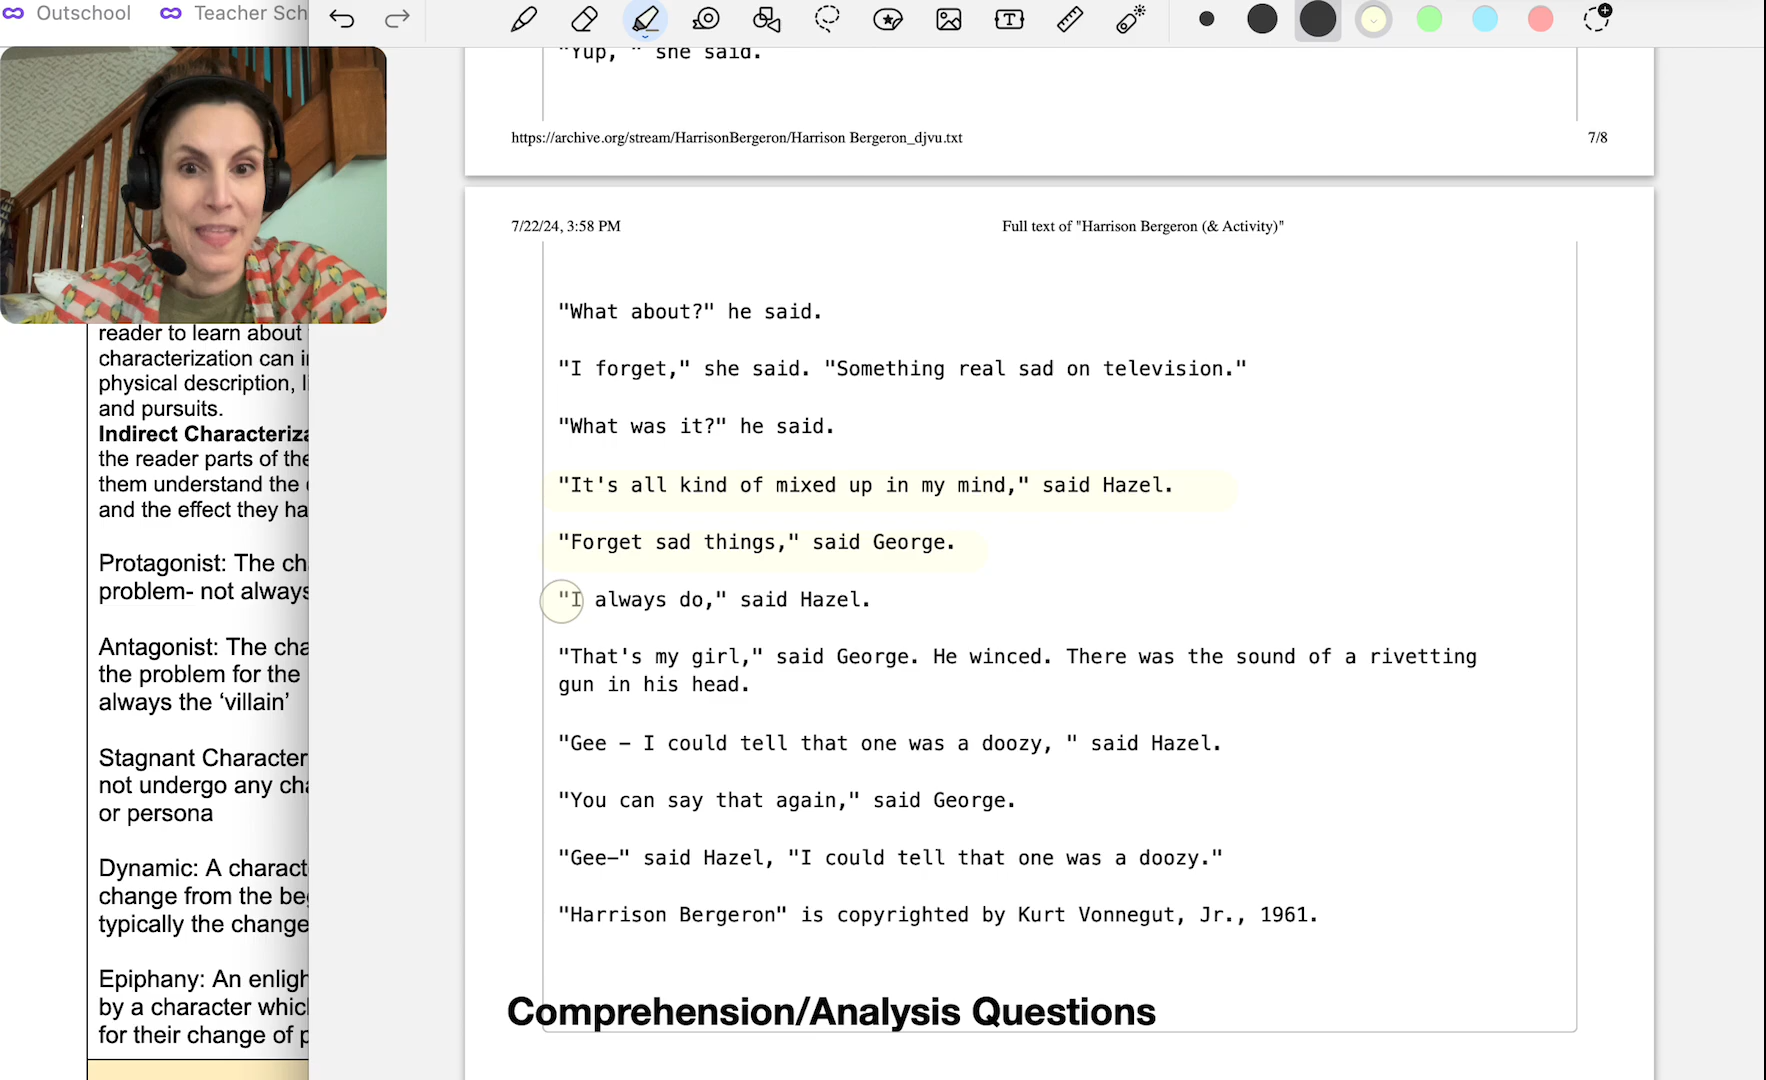 Outschool
Teacher Sch
reader to learn about
characterization can i
physical description, l
and pursuits.
Indirect Characteriza
the reader parts of the
them understand the
and the effect they ha
Protagonist: The ch
problem- not always
Antagonist: The cha
the problem for the
always the ‘villain’
Stagnant Character
not undergo any cha
or persona
Dynamic: A charact
change from the be
typically the change
Epiphany: An enligh
by a character whic
for their change of p
"Yup, " she said.
https://archive.org/stream/HarrisonBergeron/Harrison Bergeron_djvu.txt
7/8
7/22/24, 3:58 PM
Full text of "Harrison Bergeron (& Activity)"
"What about?" he said.
"I forget," she said. "Something real sad on television."
"What was it?" he said.
"It's all kind of mixed up in my mind," said Hazel.
"Forget sad things," said George.
"I always do," said Hazel.
"That's my girl," said George. He winced. There was the sound of a rivetting
gun in his head.
"Gee - I could tell that one was a doozy, " said Hazel.
"You can say that again," said George.
"Gee-" said Hazel, "I could tell that one was a doozy."
"Harrison Bergeron" is copyrighted by Kurt Vonnegut, Jr., 1961.
Comprehension/Analysis Questions